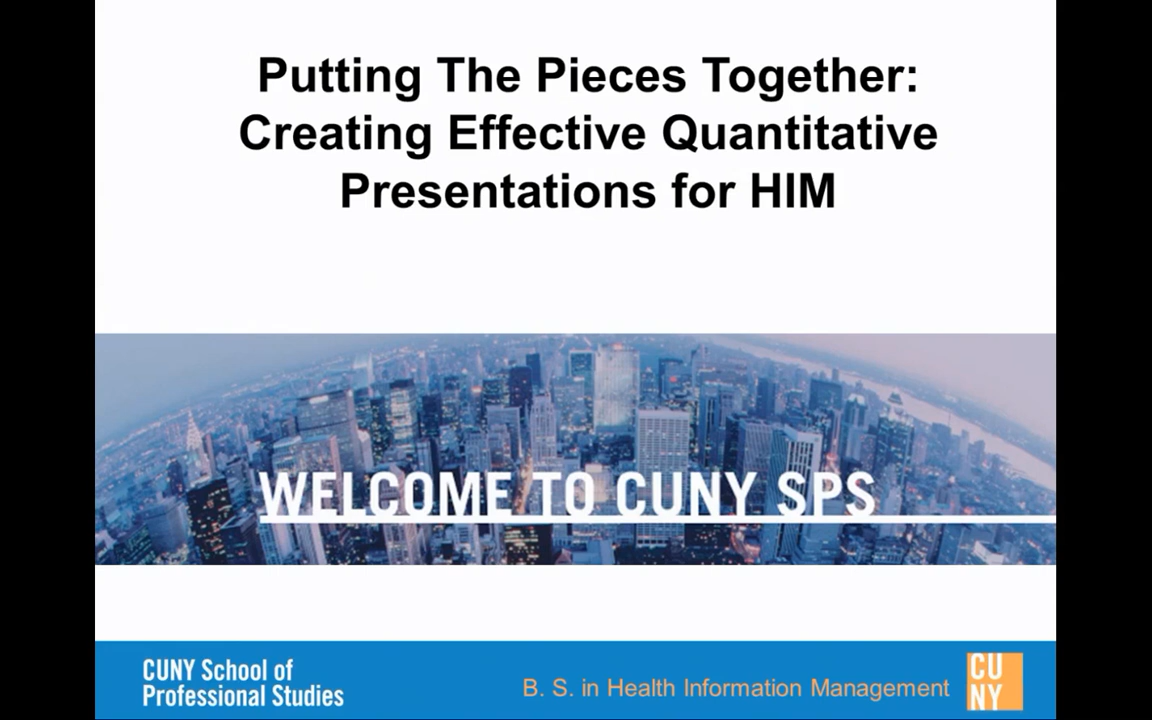 Putting The Pieces Together:
Creating Effective Quantitative
Presentations for HIM
WELCOME TO CUNY SPS
CUNY School of
Professional Studies
B. S. in Health Information Management
CU
NY